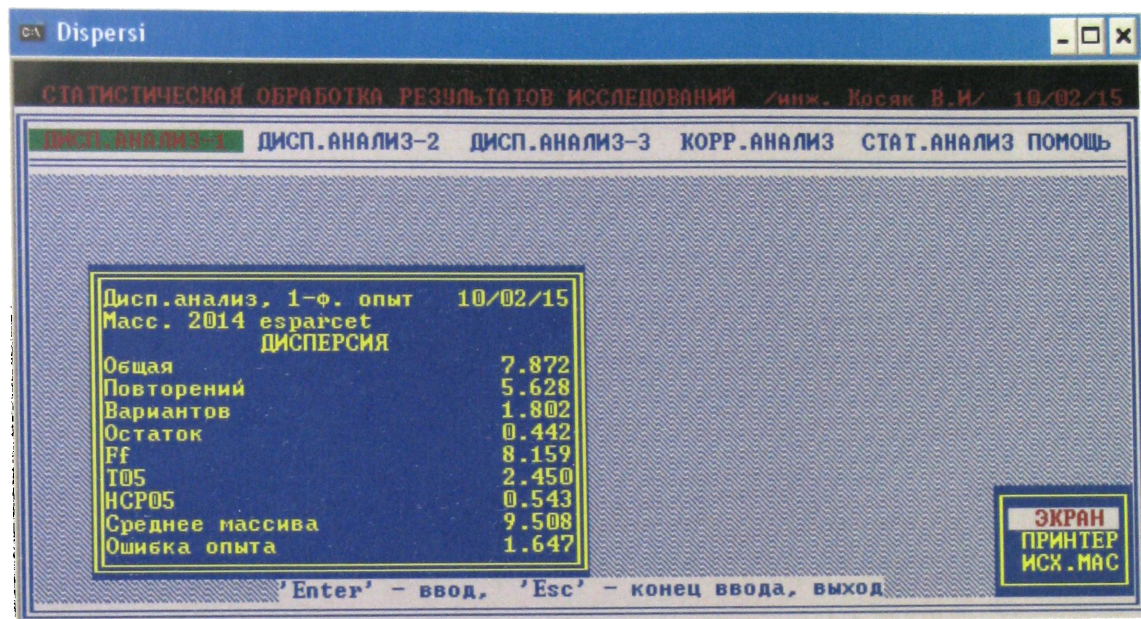 Dispersi
СТАТИСТИЧЕСКАЯ ОБРАБОТКА РЕЗУЛЬТАТОВ ИССЛЕДОВАНИЙ /инж. Косяк В.И/ 10/02/15
ДИСП.АНАЛИЗ-1 ДИСП.АНАЛИЗ-2 ДИСП.АНАЛИЗ-3 КОРР.АНАЛИЗ СТАТ.АНАЛИЗ ПОМОЩЬ
Дисп.анализ, 1-ф. опыт 10/02/15
Масс. 2014 esparcet
ДИСПЕРСИЯ
Общая 7.872
Повторений 5.628
Вариантов 1.802
Остаток 0.442
Ff 8.159
T05 2.450
НСР05 0.543
Среднее массива 9.508
Ошибка опыта 1.647
ЭКРАН
ПРИНТЕР
ИСХ.МАС
'Enter' - ввод, 'Esc' - конец ввода, выход